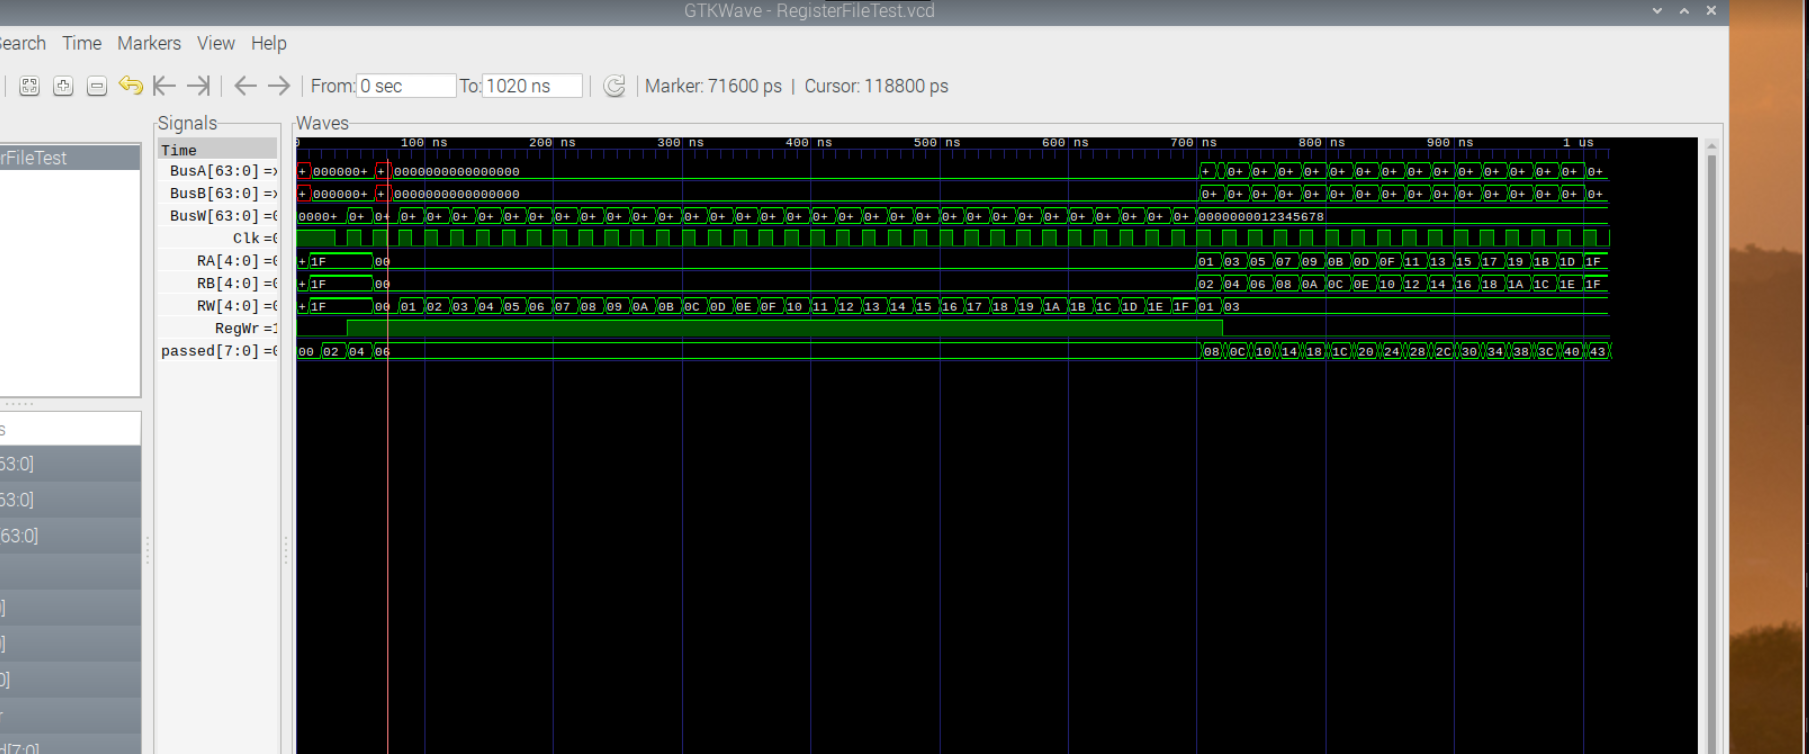 GTKWave - RegisterFileTest.vcd
Search Time Markers View Help
From: 0 sec To: 1020 ns Marker: 71600 ps | Cursor: 118800 ps
Signals Waves
rFileTest
Time
100 ns 200 ns 300 ns 400 ns 500 ns 600 ns 700 ns 800 ns 900 ns 1 us
BusA[63:0] =x + 000000+ + 0000000000000000 + 0+ 0+ 0+ 0+ 0+ 0+ 0+ 0+ 0+ 0+ 0+ 0+ 0+ 0+ 0+
BusB[63:0] =x + 000000+ + 0000000000000000 0+ 0+ 0+ 0+ 0+ 0+ 0+ 0+ 0+ 0+ 0+ 0+ 0+ 0+ 0+ 0+
BusW[63:0] =0 0000+ 0+ 0+ 0+ 0+ 0+ 0+ 0+ 0+ 0+ 0+ 0+ 0+ 0+ 0+ 0+ 0+ 0+ 0+ 0+ 0+ 0+ 0+ 0+ 0+ 0+ 0+ 0+ 0+ 0+ 0+ 0+ 0+ 0+ 0000000012345678
Clk =0
RA[4:0] =0 + 1F 00 01 03 05 07 09 0B 0D 0F 11 13 15 17 19 1B 1D 1F
RB[4:0] =0 + 1F 00 02 04 06 08 0A 0C 0E 10 12 14 16 18 1A 1C 1E 1F
RW[4:0] =0 + 1F 00 01 02 03 04 05 06 07 08 09 0A 0B 0C 0D 0E 0F 10 11 12 13 14 15 16 17 18 19 1A 1B 1C 1D 1E 1F 01 03
RegWr =1
passed[7:0] =0 00 02 04 06 08 0C 10 14 18 1C 20 24 28 2C 30 34 38 3C 40 43
s
63:0]
63:0]
63:0]
]
]
0]
r
d[7:0]